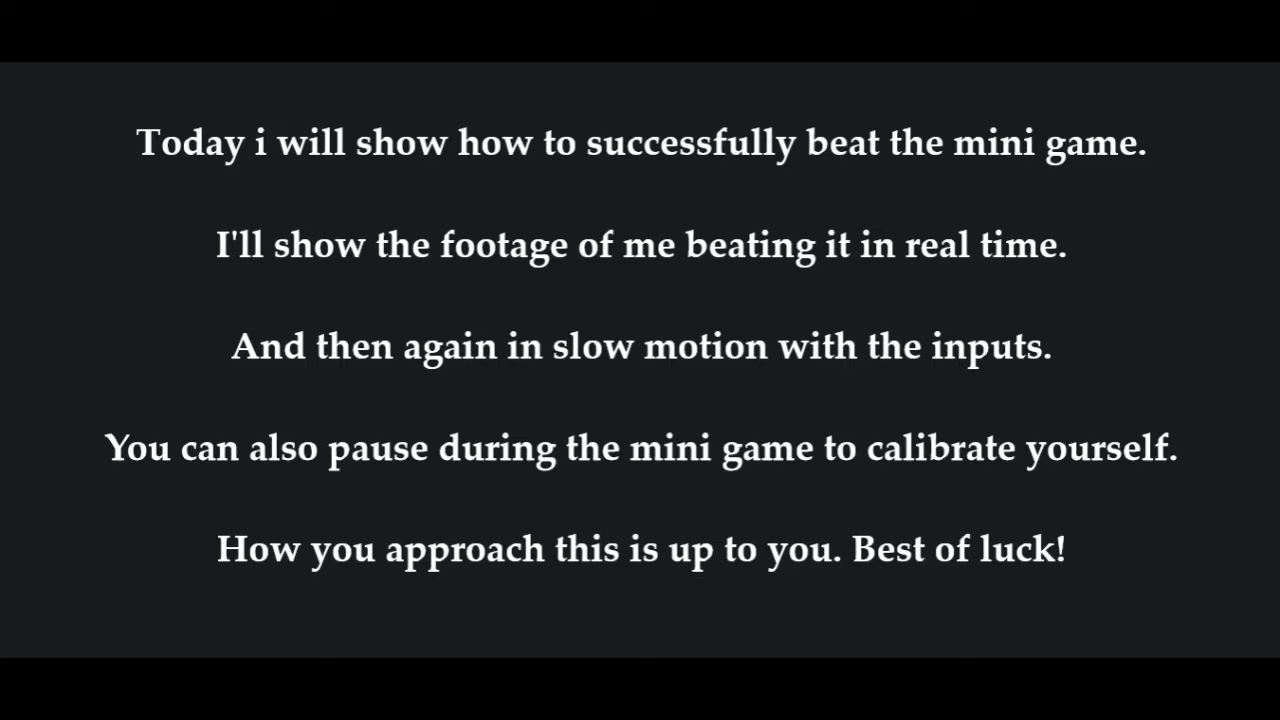 Today i will show how to successfully beat the mini game.
I'll show the footage of me beating it in real time.
And then again in slow motion with the inputs.
You can also pause during the mini game to calibrate yourself.
How you approach this is up to you. Best of luck!